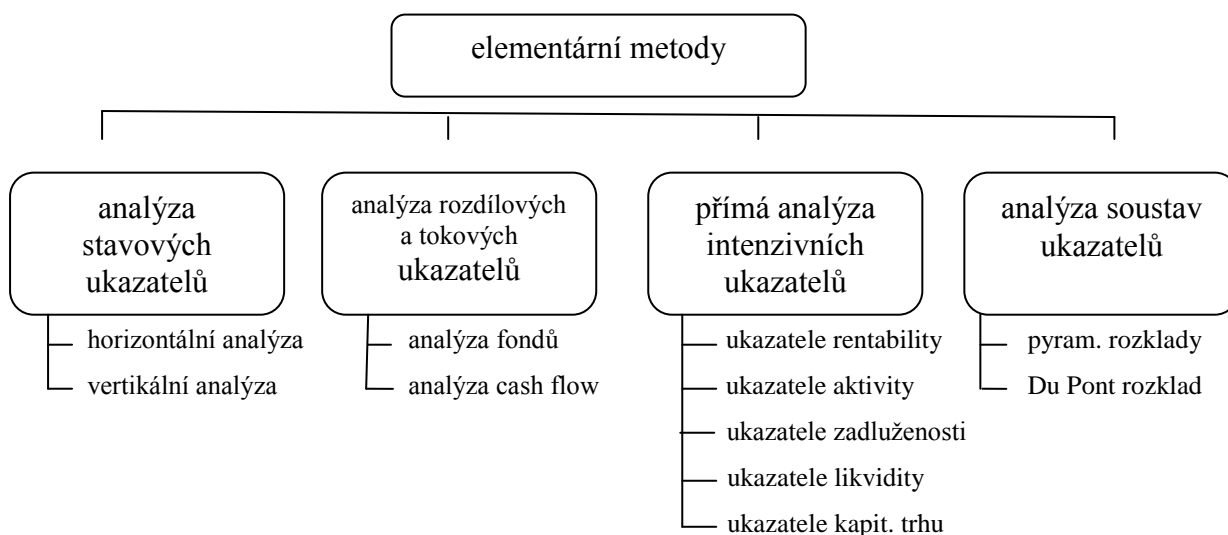 elementární metody
analýza
stavových
ukazatelů
horizontální analýza
vertikální analýza
analýza rozdílových
a tokových
ukazatelů
analýza fondů
analýza cash flow
přímá analýza
intenzivních
ukazatelů
ukazatele rentability
ukazatele aktivity
ukazatele zadluženosti
ukazatele likvidity
ukazatele kapit. trhu
analýza soustav
ukazatelů
pyram. rozklady
Du Pont rozklad